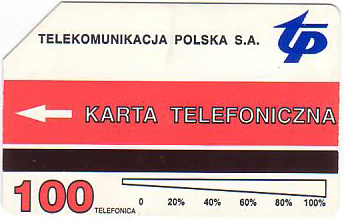 TELEKOMUNIKACJA POLSKA S.A.
tp
KARTA TELEFONICZNA
100 TELEFONICA
0 20% 40% 60% 80% 100%